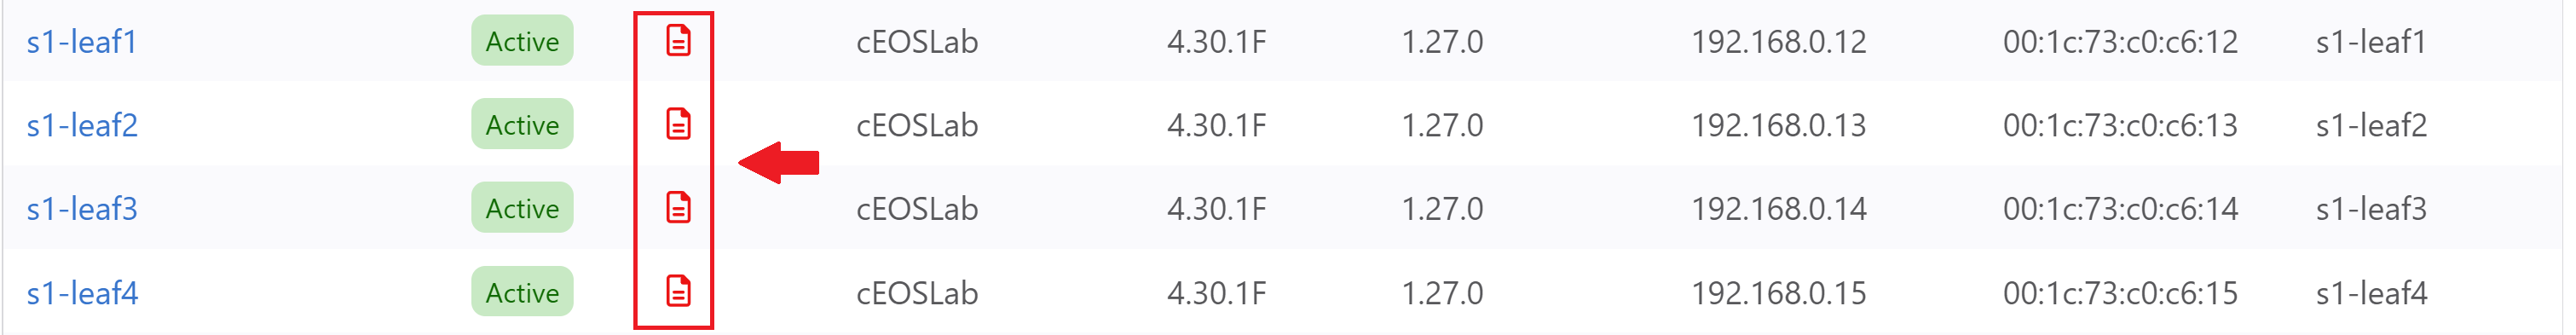 s1-leaf1 Active cEOSLab 4.30.1F 1.27.0 192.168.0.12 00:1c:73:c0:c6:12 s1-leaf1
s1-leaf2 Active cEOSLab 4.30.1F 1.27.0 192.168.0.13 00:1c:73:c0:c6:13 s1-leaf2
s1-leaf3 Active cEOSLab 4.30.1F 1.27.0 192.168.0.14 00:1c:73:c0:c6:14 s1-leaf3
s1-leaf4 Active cEOSLab 4.30.1F 1.27.0 192.168.0.15 00:1c:73:c0:c6:15 s1-leaf4